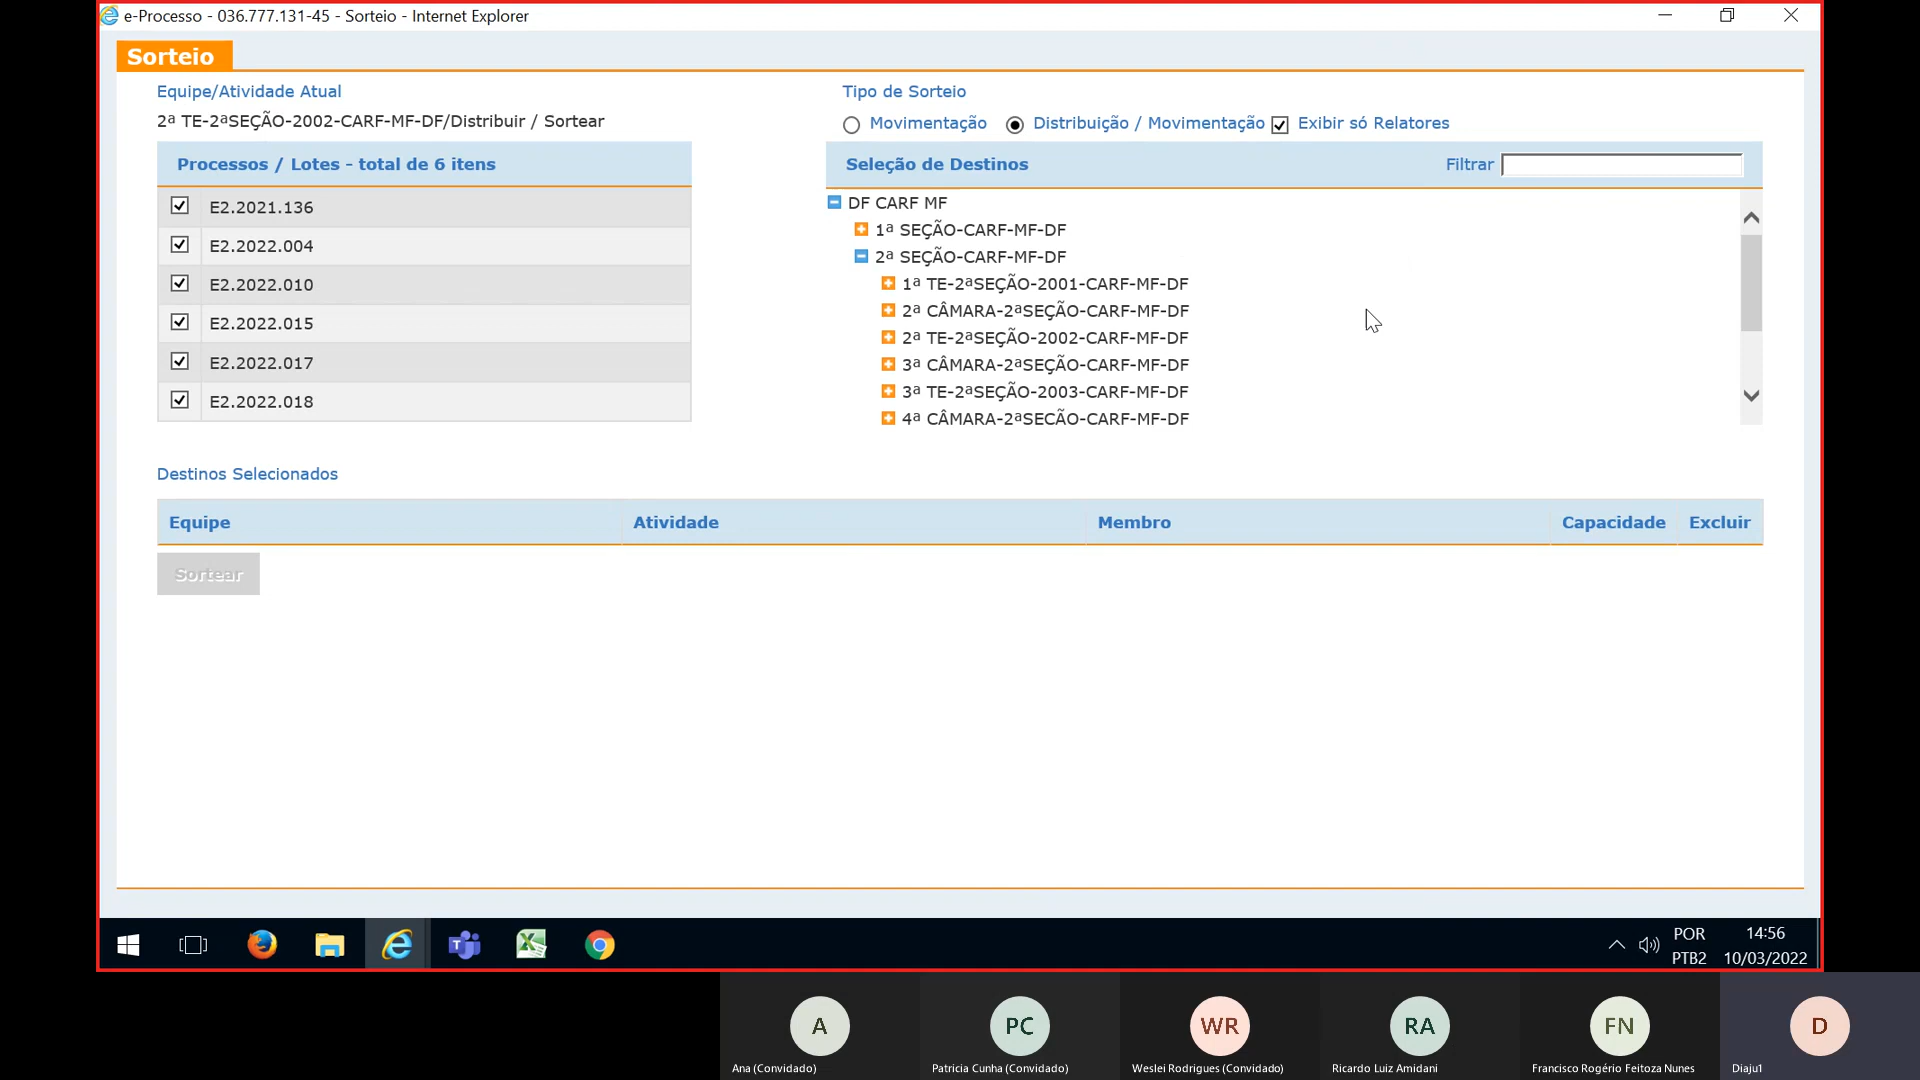 e-Processo - 036.777.131-45 - Sorteio - Internet Explorer
Sorteio
Equipe/Atividade Atual
2ª TE-2ªSEÇÃO-2002-CARF-MF-DF/Distribuir / Sortear
Tipo de Sorteio
Movimentação Distribuição / Movimentação Exibir só Relatores
Processos / Lotes - total de 6 itens
E2.2021.136
E2.2022.004
E2.2022.010
E2.2022.015
E2.2022.017
E2.2022.018
Seleção de Destinos Filtrar
DF CARF MF
1ª SEÇÃO-CARF-MF-DF
2ª SEÇÃO-CARF-MF-DF
1ª TE-2ªSEÇÃO-2001-CARF-MF-DF
2ª CÂMARA-2ªSEÇÃO-CARF-MF-DF
2ª TE-2ªSEÇÃO-2002-CARF-MF-DF
3ª CÂMARA-2ªSEÇÃO-CARF-MF-DF
3ª TE-2ªSEÇÃO-2003-CARF-MF-DF
4ª CÂMARA-2ªSEÇÃO-CARF-MF-DF
Destinos Selecionados
Equipe Atividade Membro Capacidade Excluir
Sortear
POR
PTB2
14:56
10/03/2022
A
Ana (Convidado)
PC
Patricia Cunha (Convidado)
WR
Weslei Rodrigues (Convidado)
RA
Ricardo Luiz Amidani
FN
Francisco Rogério Feitoza Nunes
D
Diaju1